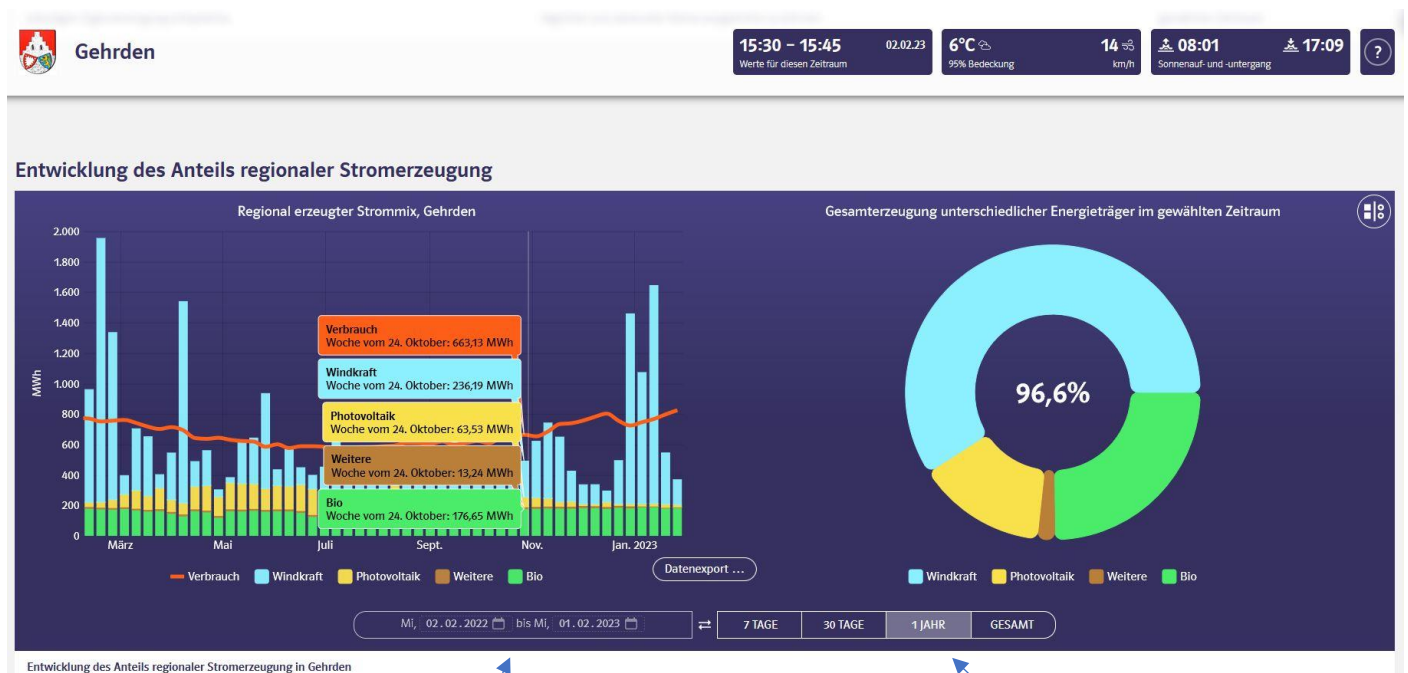 Gehrden
15:30 – 15:45 02.02.23
Werte für diesen Zeitraum
6°C 14
95% Bedeckung km/h
08:01 17:09
Sonnenauf- und -untergang
?
Entwicklung des Anteils regionaler Stromerzeugung
Regional erzeugter Strommix, Gehrden
MWh
2.000
1.800
1.600
1.400
1.200
1.000
800
600
400
200
0
Verbrauch
Woche vom 24. Oktober: 663,13 MWh
Windkraft
Woche vom 24. Oktober: 236,19 MWh
Photovoltaik
Woche vom 24. Oktober: 63,53 MWh
Weitere
Woche vom 24. Oktober: 13,24 MWh
Bio
Woche vom 24. Oktober: 176,65 MWh
März Mai Juli Sept. Nov. Jan. 2023
Verbrauch Windkraft Photovoltaik Weitere Bio
Datenexport ...
Gesamterzeugung unterschiedlicher Energieträger im gewählten Zeitraum
96,6%
Windkraft Photovoltaik Weitere Bio
Mi, 02.02.2022 bis Mi, 01.02.2023
7 TAGE 30 TAGE 1 JAHR GESAMT
Entwicklung des Anteils regionaler Stromerzeugung in Gehrden